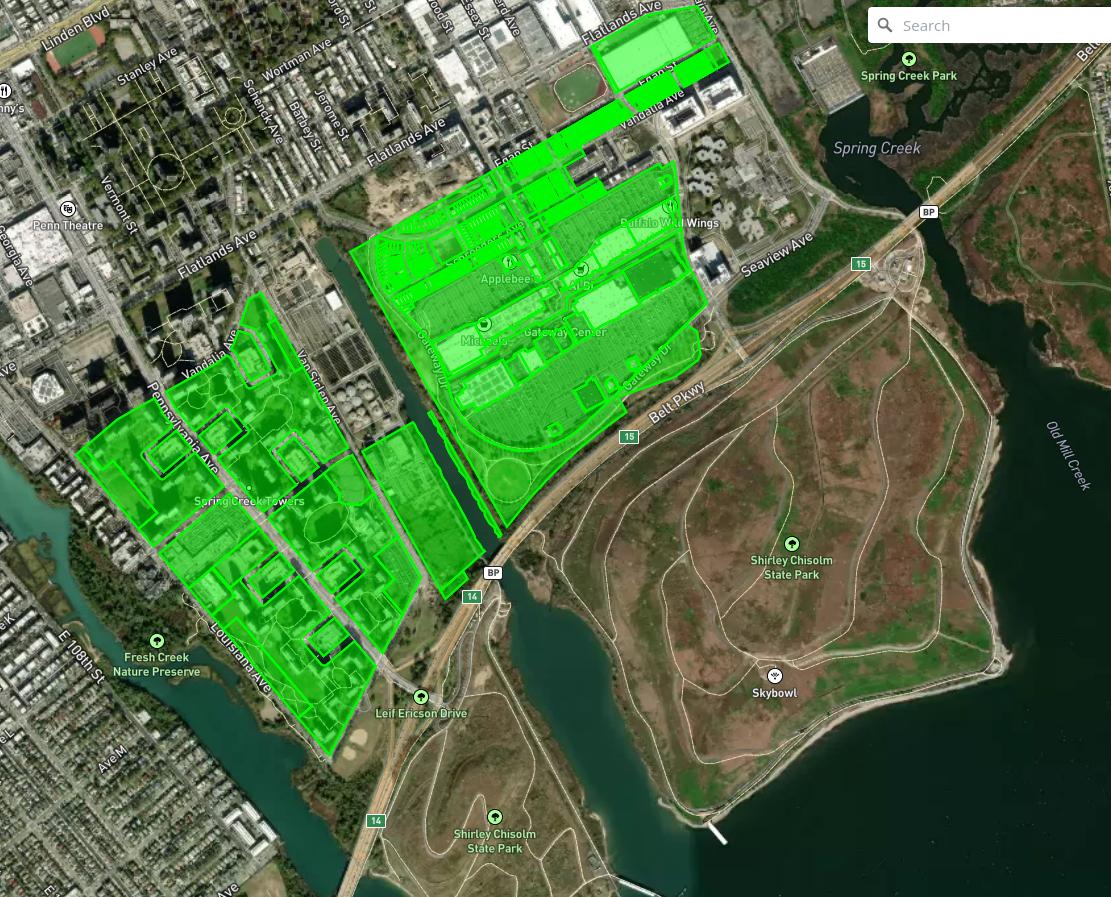 Search
Linden Blvd
Stanley Ave
Wortman Ave
Flatlands Ave
Spring Creek Park
Schenck Ave
Barbey St
Jerome St
Flatlands Ave
Egan St
Vandalia Ave
Egan St
Spring Creek
Vermont St
Penn Theatre
Georgia Ave
BP
Buffalo Wild Wings
Flatlands Ave
Seaview Ave
15
Applebee
ALDI
Michaels
Gateway Center
Gateway Dr
Gateway Dr
Vandalia Ave
Van Siclen Ave
Pennsylvania Ave
Belt Pkwy
15
Old Mill Creek
Spring Creek Towers
Shirley Chisolm
State Park
BP
14
E 108th St
Fresh Creek
Nature Preserve
Louisiana Ave
Skybowl
Leif Ericson Drive
Ave M
14
Shirley Chisolm
State Park